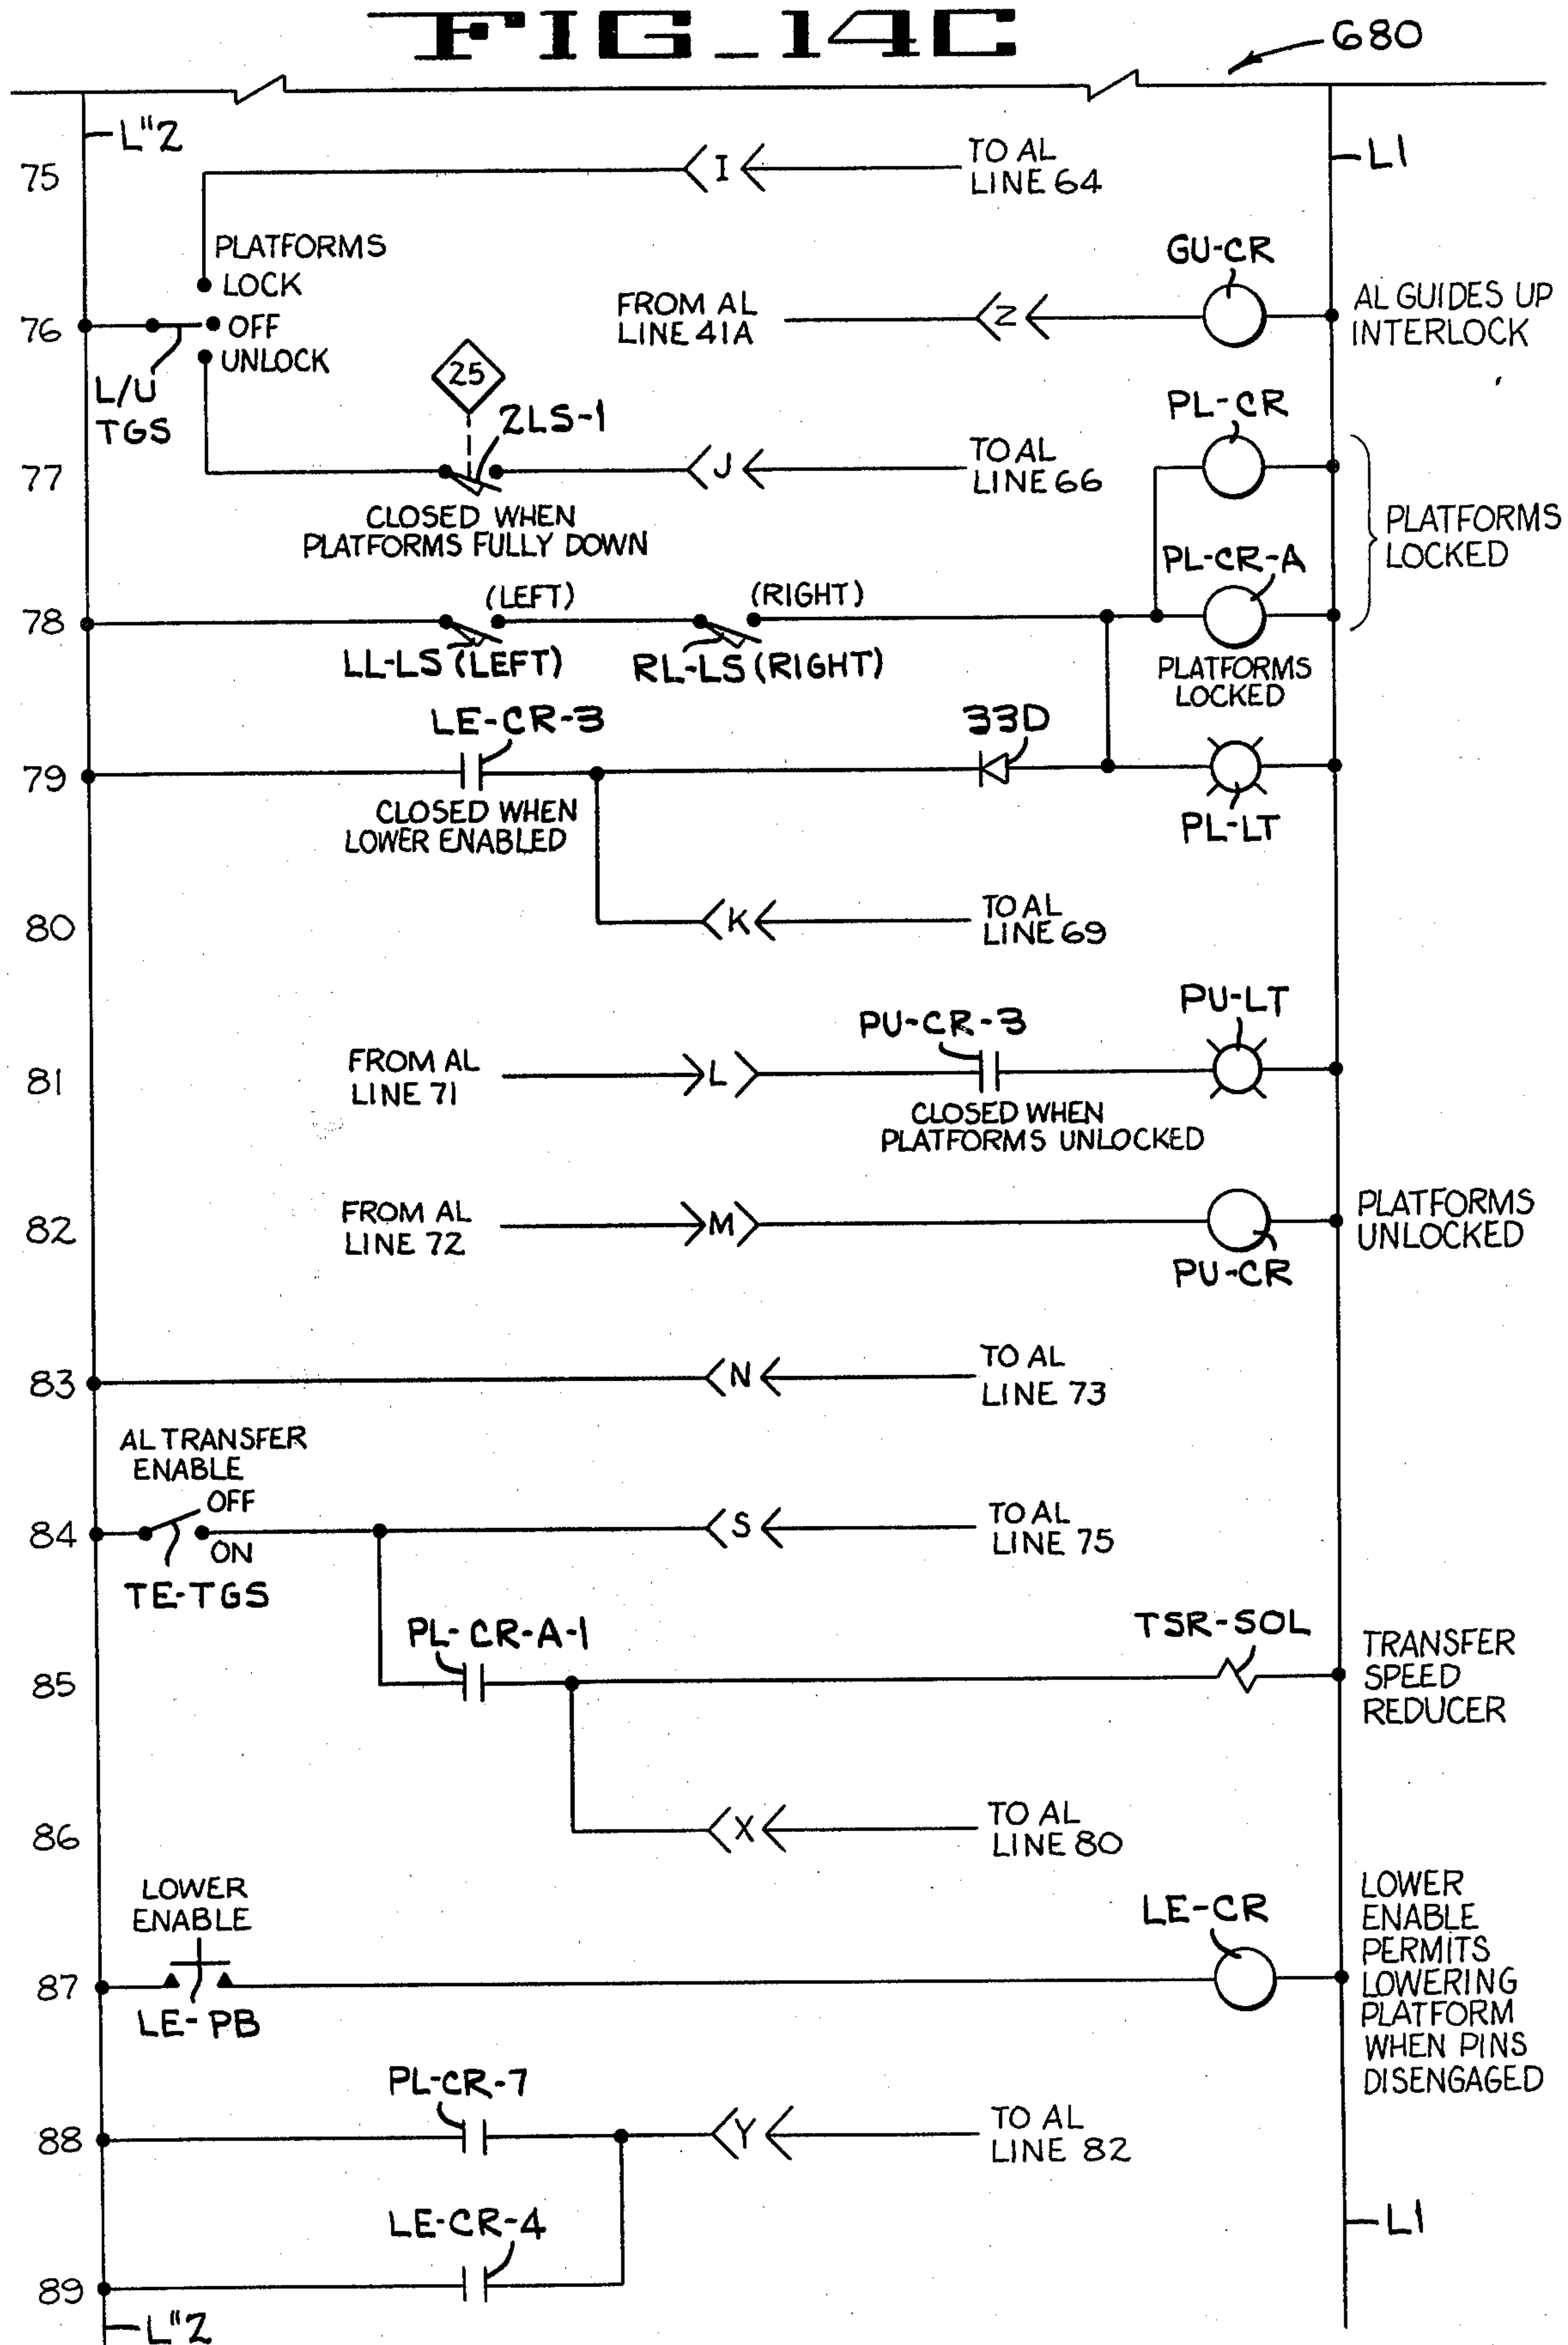 FIG_14C
680
L"2
L1
75
I
TO AL
LINE 64
PLATFORMS
LOCK
GU-CR
76
OFF
FROM AL
LINE 41A
Z
AL GUIDES UP
INTERLOCK
UNLOCK
L/U
TGS
25
2LS-1
PL-CR
77
J
TO AL
LINE 66
CLOSED WHEN
PLATFORMS FULLY DOWN
PLATFORMS
LOCKED
PL-CR-A
78
(LEFT)
(RIGHT)
LL-LS (LEFT)
RL-LS (RIGHT)
PLATFORMS
LOCKED
LE-CR-3
33D
79
CLOSED WHEN
LOWER ENABLED
PL-LT
80
K
TO AL
LINE 69
PU-CR-3
PU-LT
81
FROM AL
LINE 71
L
CLOSED WHEN
PLATFORMS UNLOCKED
82
FROM AL
LINE 72
M
PLATFORMS
UNLOCKED
PU-CR
83
N
TO AL
LINE 73
AL TRANSFER
ENABLE
OFF
84
ON
S
TO AL
LINE 75
TE-TGS
PL-CR-A-1
TSR-SOL
85
TRANSFER
SPEED
REDUCER
86
X
TO AL
LINE 80
LOWER
ENABLE
LE-CR
87
LE-PB
LOWER
ENABLE
PERMITS
LOWERING
PLATFORM
WHEN PINS
DISENGAGED
PL-CR-7
88
Y
TO AL
LINE 82
LE-CR-4
L1
89
L"2